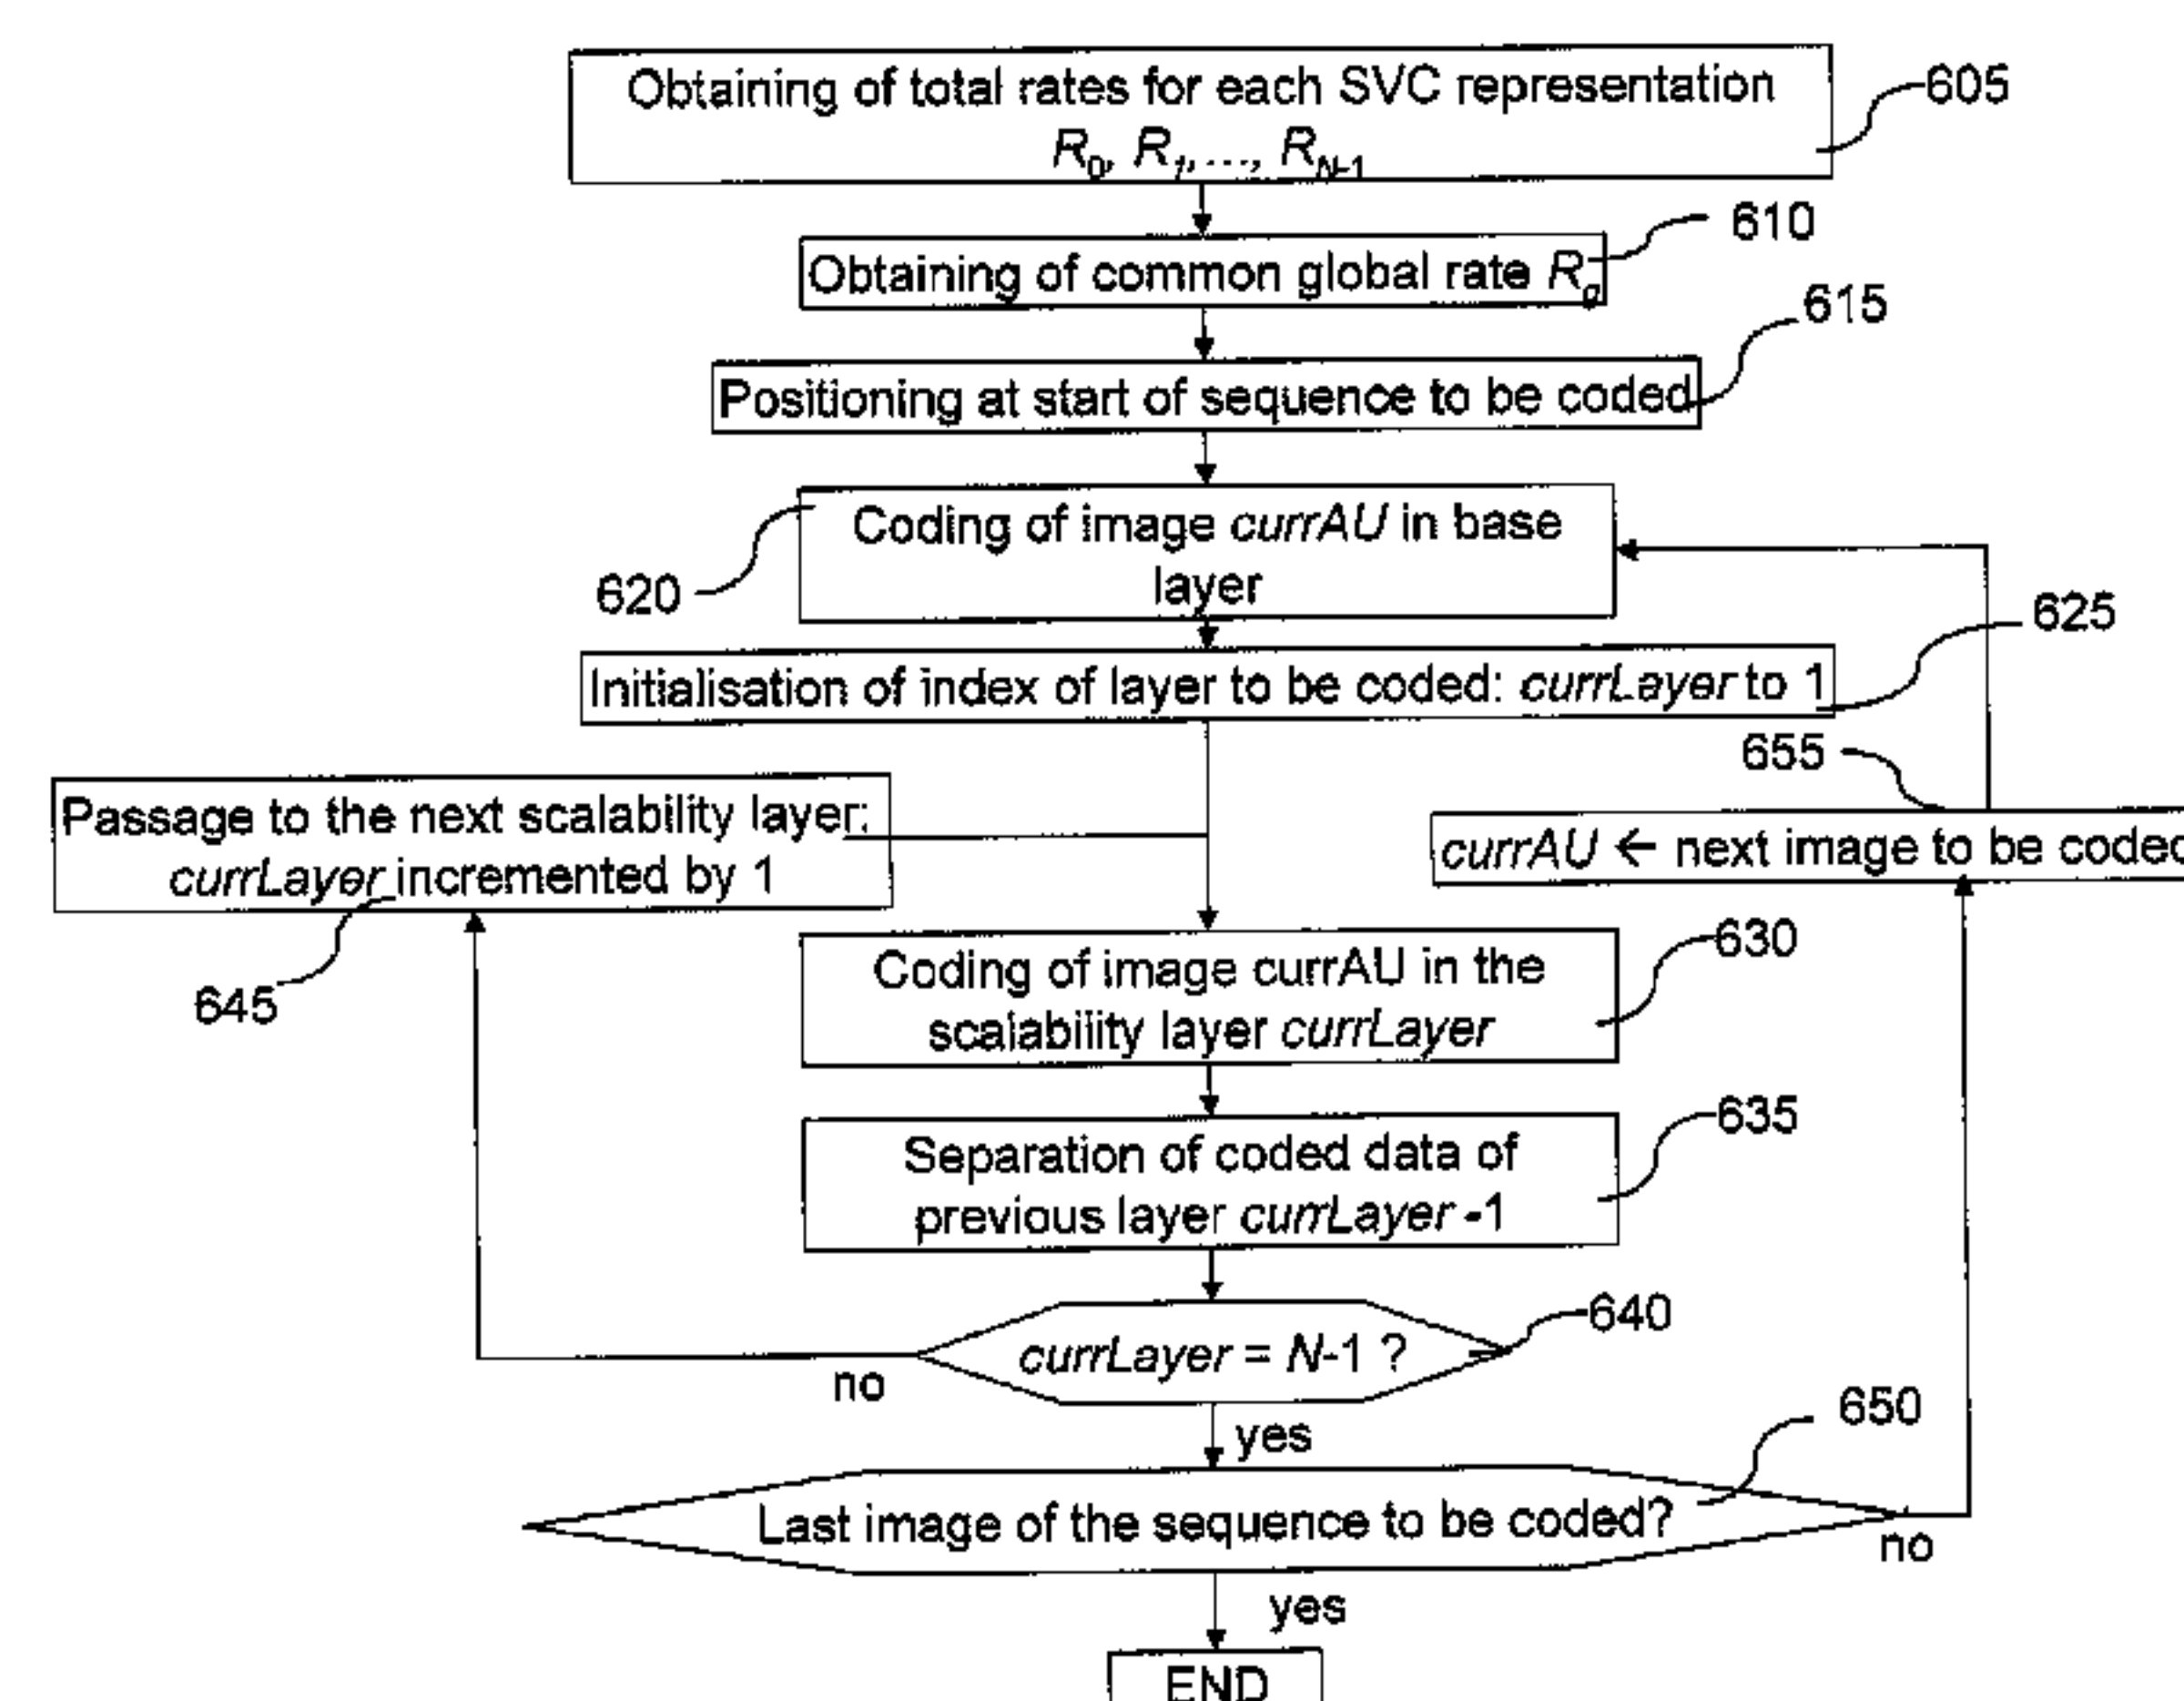 Obtaining of total rates for each SVC representation
R0, R1,..., RN-1
605
Obtaining of common global rate Rg
610
Positioning at start of sequence to be coded
615
Coding of image currAU in base
layer
620
Initialisation of index of layer to be coded: currLayer to 1
625
Passage to the next scalability layer:
currLayer incremented by 1
645
655
currAU ← next image to be coded
Coding of image currAU in the
scalability layer currLayer
630
Separation of coded data of
previous layer currLayer -1
635
currLayer = N-1 ?
640
no
yes
650
Last image of the sequence to be coded?
no
yes
END